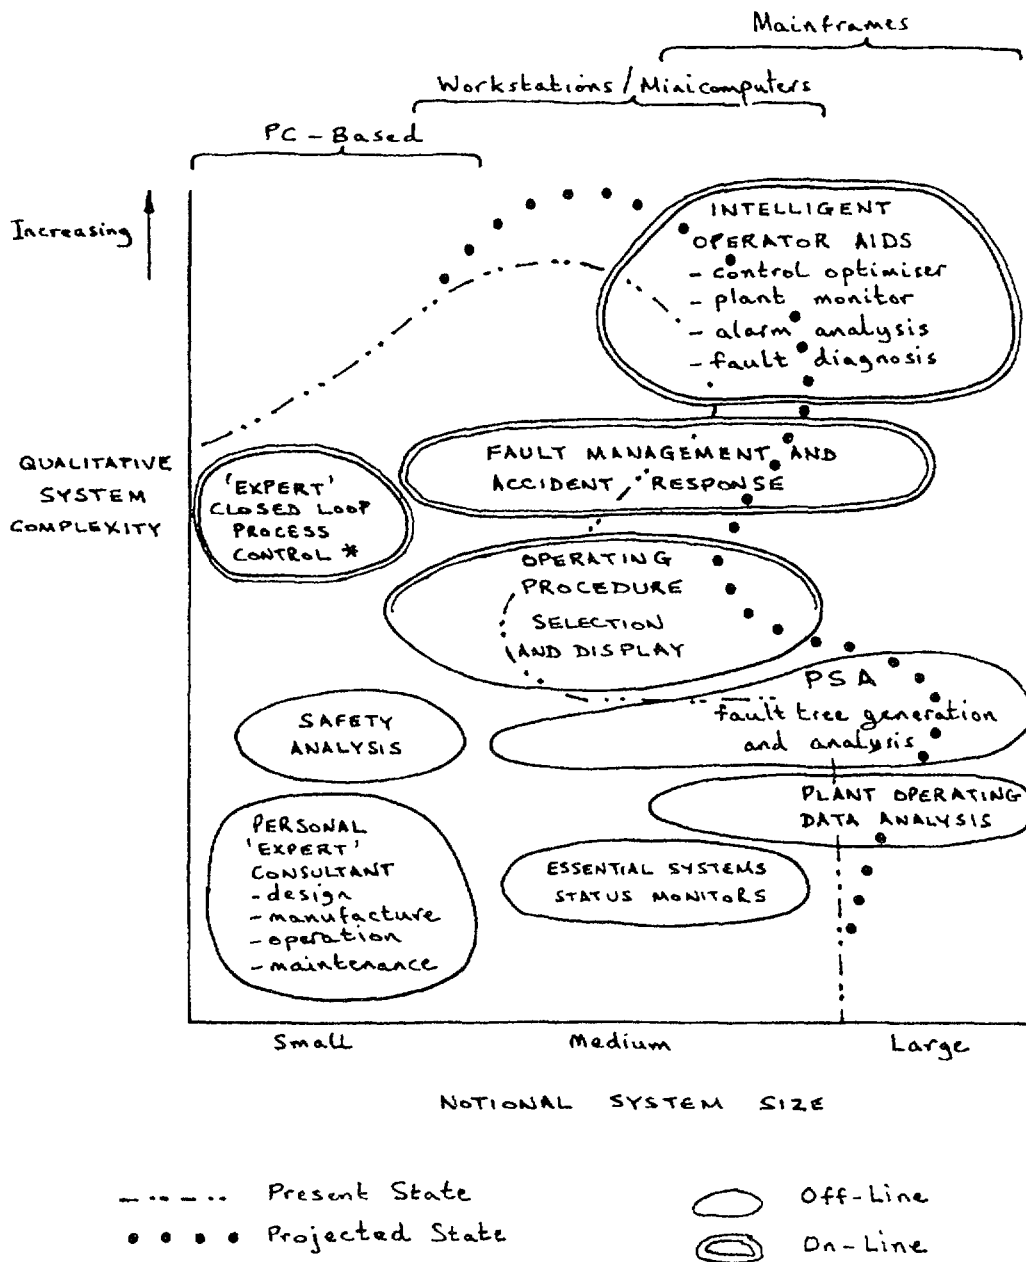 Mainframes
Workstations / Minicomputers
PC-Based
Increasing
QUALITATIVE
SYSTEM
COMPLEXITY
INTELLIGENT
OPERATOR AIDS
- control optimiser
- plant monitor
- alarm analysis
- fault diagnosis
FAULT MANAGEMENT AND
ACCIDENT RESPONSE
'EXPERT'
CLOSED LOOP
PROCESS
CONTROL *
OPERATING
PROCEDURE
SELECTION
AND DISPLAY
PSA
fault tree generation
and analysis
SAFETY
ANALYSIS
PLANT OPERATING
DATA ANALYSIS
PERSONAL
'EXPERT'
CONSULTANT
- design
- manufacture
- operation
- maintenance
ESSENTIAL SYSTEMS
STATUS MONITORS
Small
Medium
Large
NOTIONAL SYSTEM SIZE
Present State
Off-Line
Projected State
On-Line